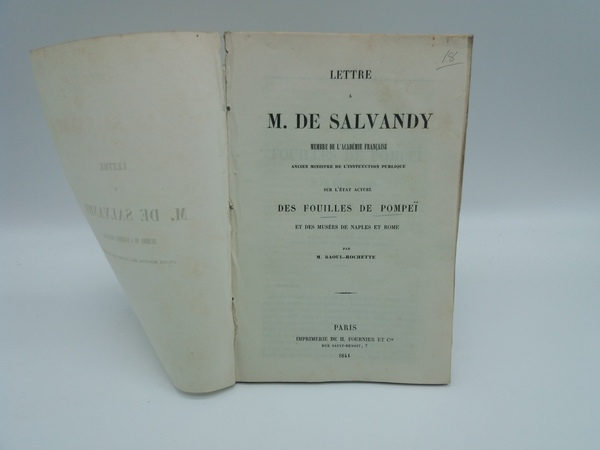 18
LETTRE
A
M. DE SALVANDY
MEMBRE DE L'ACADÉMIE FRANÇAISE
ANCIEN MINISTRE DE L'INSTRUCTION PUBLIQUE
SUR L'ÉTAT ACTUEL
DES FOUILLES DE POMPEÏ
ET DES MUSÉES DE NAPLES ET ROME
PAR
M. RAOUL-ROCHETTE
PARIS
IMPRIMERIE DE H. FOURNIER ET Cie
RUE SAINT-BENOIT, 7
1841